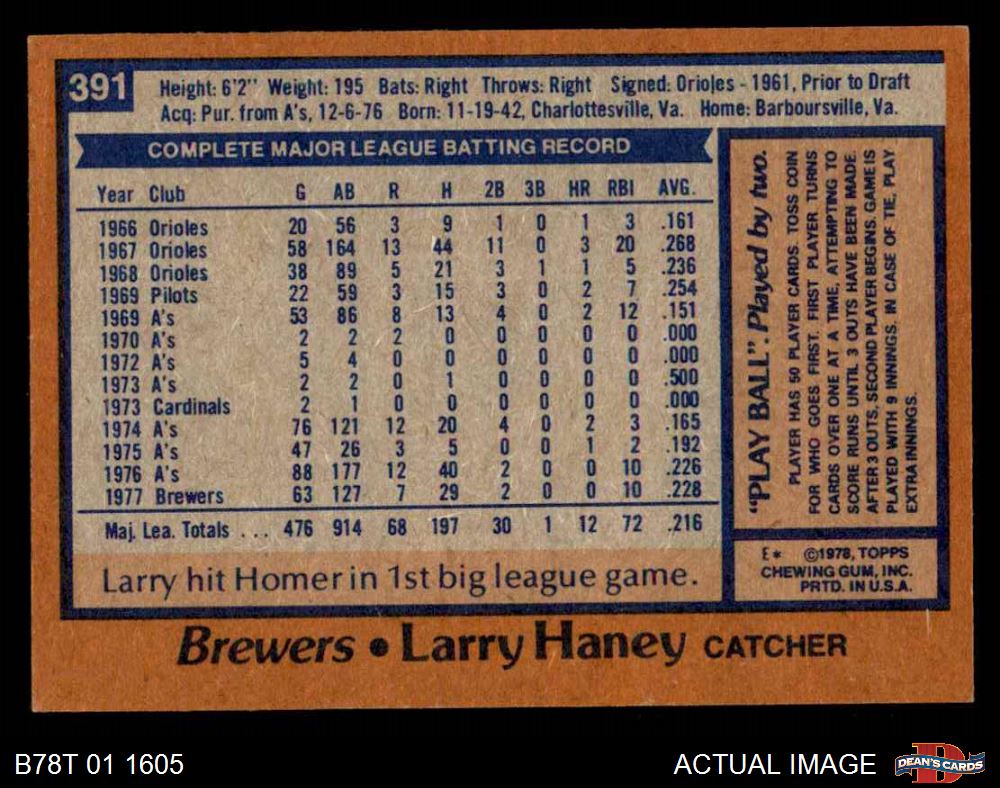 391
Height: 6'2" Weight: 195 Bats: Right Throws: Right Signed: Orioles - 1961, Prior to Draft
Acq: Pur. from A's, 12-6-76 Born: 11-19-42, Charlottesville, Va. Home: Barboursville, Va.
COMPLETE MAJOR LEAGUE BATTING RECORD
Year Club G AB R H 2B 3B HR RBI AVG.
1966 Orioles 20 56 3 9 1 0 1 3 .161
1967 Orioles 58 164 13 44 11 0 3 20 .268
1968 Orioles 38 89 5 21 3 1 1 5 .236
1969 Pilots 22 59 3 15 3 0 2 7 .254
1969 A's 53 86 8 13 4 0 2 12 .151
1970 A's 2 2 2 0 0 0 0 0 .000
1972 A's 5 4 0 0 0 0 0 0 .000
1973 A's 2 2 0 1 0 0 0 0 .500
1973 Cardinals 2 1 0 0 0 0 0 0 .000
1974 A's 76 121 12 20 4 0 2 3 .165
1975 A's 47 26 3 5 0 0 1 2 .192
1976 A's 88 177 12 40 2 0 0 10 .226
1977 Brewers 63 127 7 29 2 0 0 10 .228
Maj. Lea. Totals ... 476 914 68 197 30 1 12 72 .216
Larry hit Homer in 1st big league game.
"PLAY BALL". Played by two.
PLAYER HAS 50 PLAYER CARDS. TOSS COIN
FOR WHO GOES FIRST. FIRST PLAYER TURNS
CARDS OVER ONE AT A TIME, ATTEMPTING TO
SCORE RUNS UNTIL 3 OUTS HAVE BEEN MADE.
AFTER 3 OUTS, SECOND PLAYER BEGINS. GAME IS
PLAYED WITH 9 INNINGS. IN CASE OF TIE, PLAY
EXTRA INNINGS.
E* ©1978, TOPPS
CHEWING GUM, INC.
PRTD. IN U.S.A.
Brewers • Larry Haney CATCHER
B78T 01 1605
ACTUAL IMAGE
DEAN'S CARDS